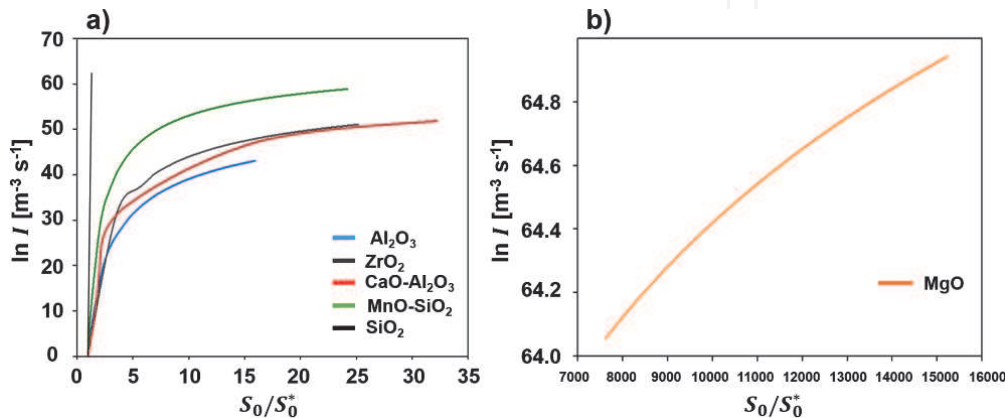 a)
ln I [m⁻³ s⁻¹]
70
60
50
40
30
20
10
0
0 5 10 15 20 25 30 35
S₀/S₀*
Al₂O₃
ZrO₂
CaO-Al₂O₃
MnO-SiO₂
SiO₂
b)
ln I [m⁻³ s⁻¹]
64.8
64.6
64.4
64.2
64.0
7000 8000 9000 10000 11000 12000 13000 14000 15000 16000
S₀/S₀*
MgO